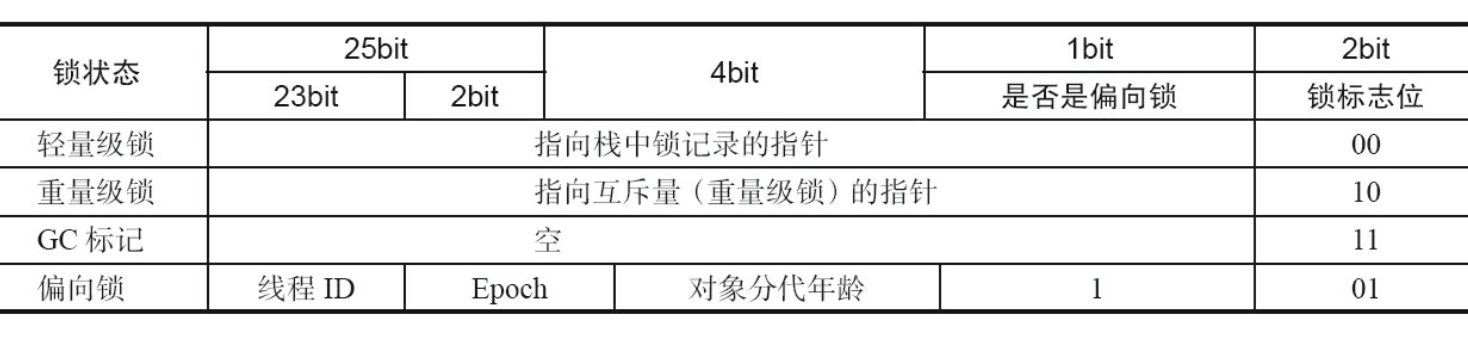 锁状态 25bit 4bit 1bit 2bit
23bit 2bit 是否是偏向锁 锁标志位
轻量级锁 指向栈中锁记录的指针 00
重量级锁 指向互斥量（重量级锁）的指针 10
GC 标记 空 11
偏向锁 线程 ID Epoch 对象分代年龄 1 01